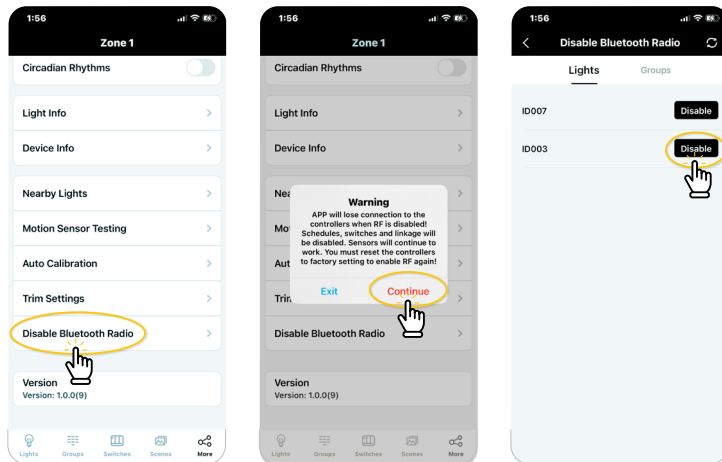 1:56
Zone 1
Circadian Rhythms
Light Info
Device Info
Nearby Lights
Motion Sensor Testing
Auto Calibration
Trim Settings
Disable Bluetooth Radio
Version
Version: 1.0.0(9)
Lights Groups Switches Scenes More
1:56
Zone 1
Circadian Rhythms
Light Info
Device Info
Nea
Warning
APP will lose connection to the
controllers when RF is disabled!
Schedules, switches and linkage will
be disabled. Sensors will continue to
work. You must reset the controllers
to factory setting to enable RF again!
Mo
Aut
Exit Continue
Trim
Disable Bluetooth Radio
Version
Version: 1.0.0(9)
Lights Groups Switches Scenes More
1:56
Disable Bluetooth Radio
Lights Groups
ID007 Disable
ID003 Disable